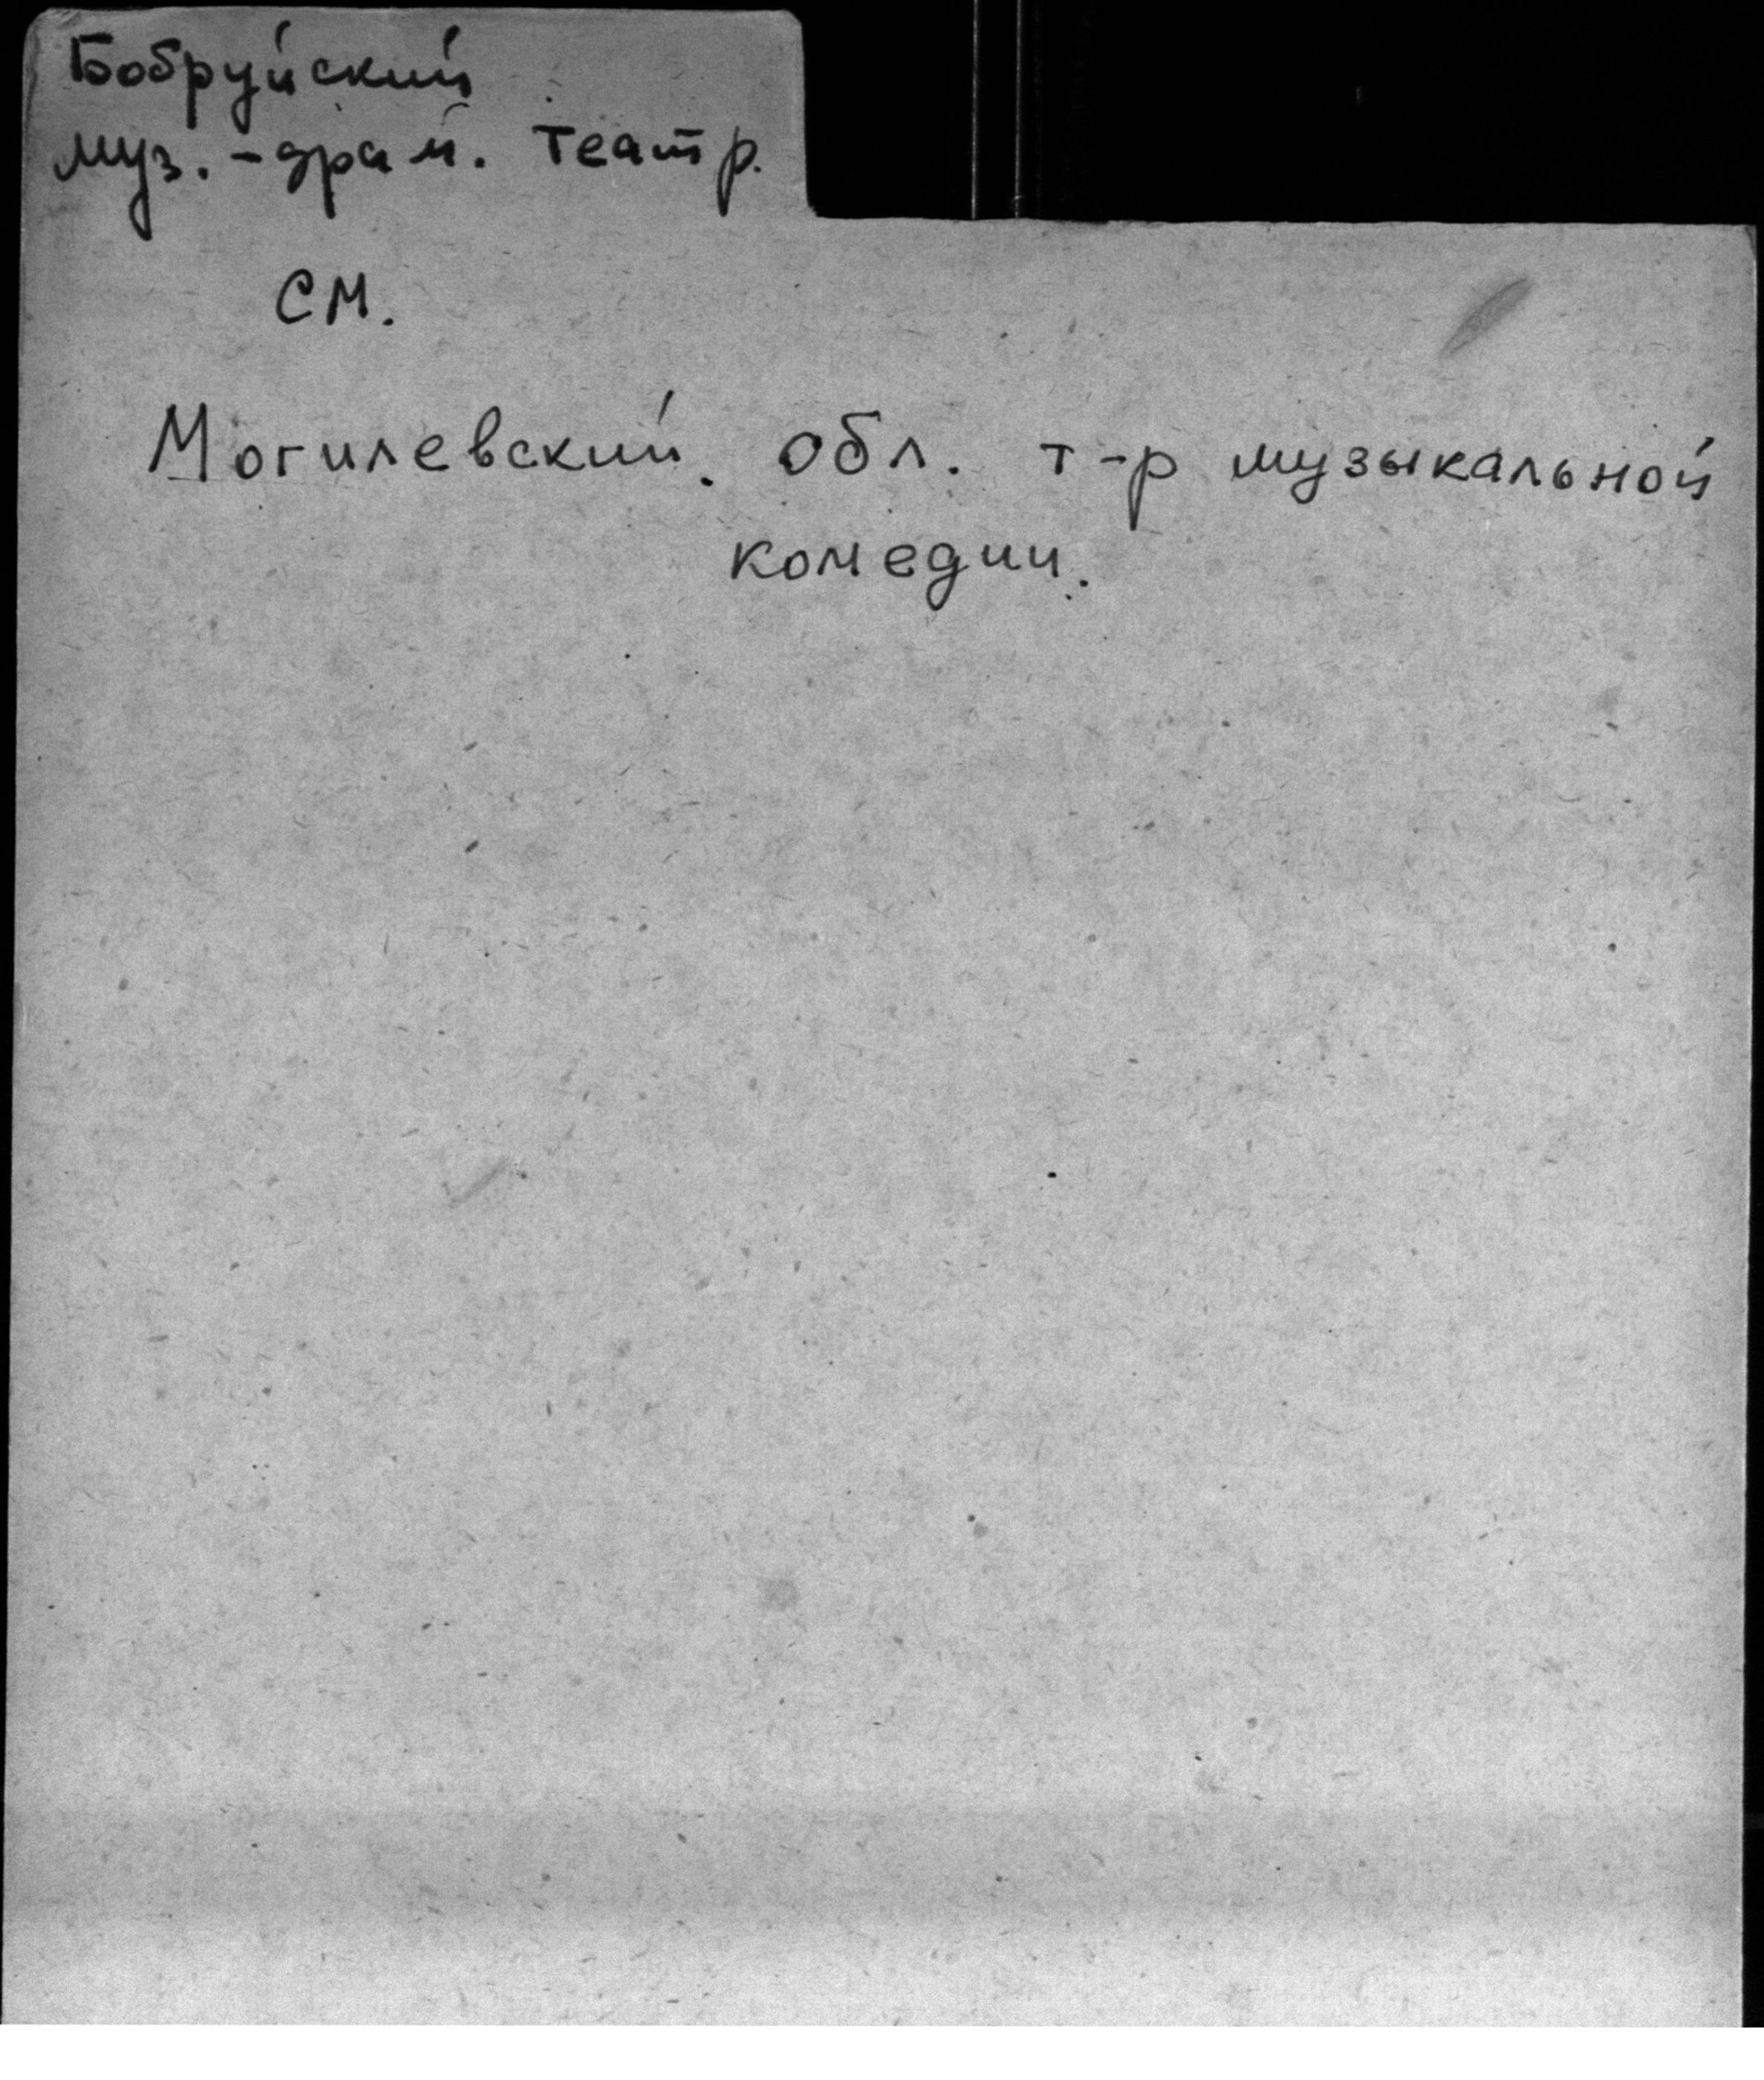 Бобруйский
муз.-драм. театр.
см.
Могилевский обл. т-р музыкальной
комедии.